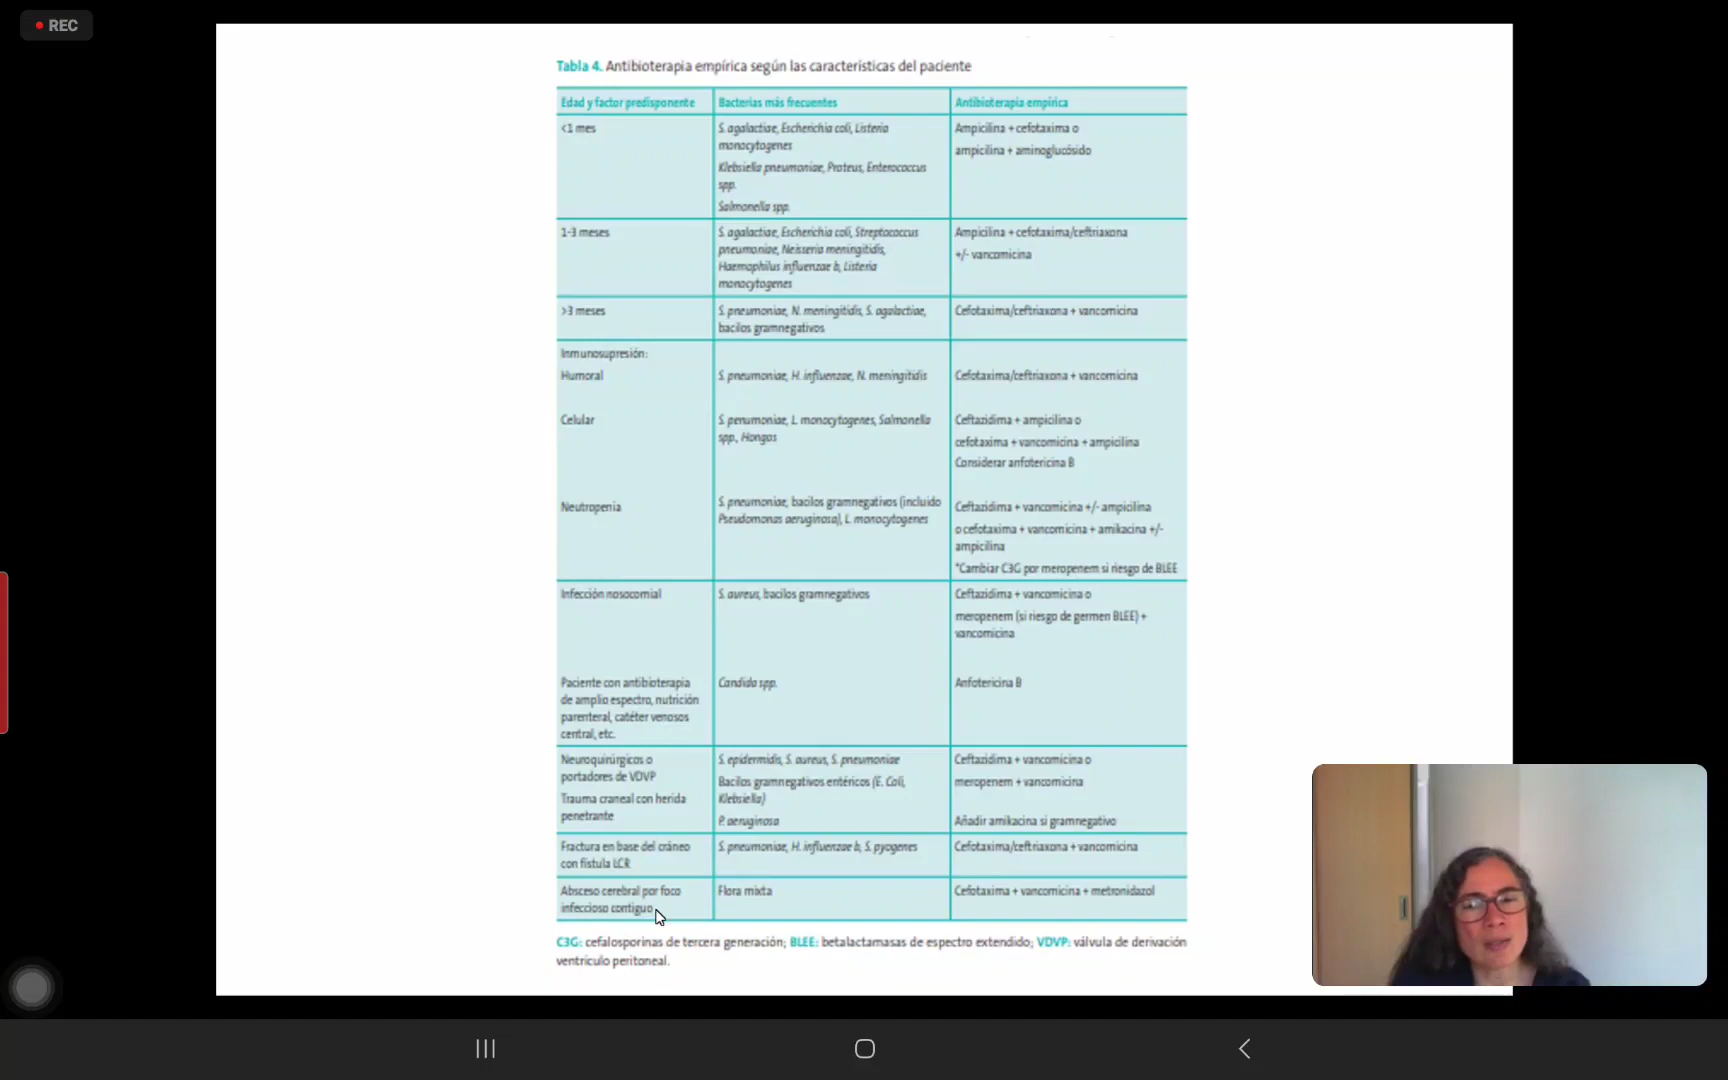 REC
Tabla 4. Antibioterapia empírica según las características del paciente
Edad y factor predisponente
Bacterias más frecuentes
Antibioterapia empírica
<1 mes
S. agalactiae, Escherichia coli, Listeria
monocytogenes
Klebsiella pneumoniae, Proteus, Enterococcus
spp.
Salmonella spp.
Ampicilina + cefotaxima o
ampicilina + aminoglucósido
1-3 meses
S. agalactiae, Escherichia coli, Streptococcus
pneumoniae, Neisseria meningitidis,
Haemophilus influenzae b, Listeria
monocytogenes
Ampicilina + cefotaxima/ceftriaxona
+/- vancomicina
>3 meses
S. pneumoniae, N. meningitidis, S. agalactiae,
bacilos gramnegativos
Cefotaxima/ceftriaxona + vancomicina
Inmunosupresión:
Humoral
S. pneumoniae, H. influenzae, N. meningitidis
Cefotaxima/ceftriaxona + vancomicina
Celular
S. penumoniae, L. monocytogenes, Salmonella
spp., Hongos
Ceftazidima + ampicilina o
cefotaxima + vancomicina + ampicilina
Considerar anfotericina B
Neutropenia
S. pneumoniae, bacilos gramnegativos (incluido
Pseudomonas aeruginosa), L. monocytogenes
Ceftazidima + vancomicina +/- ampicilina
o cefotaxima + vancomicina + amikacina +/-
ampicilina
*Cambiar C3G por meropenem si riesgo de BLEE
Infección nosocomial
S. aureus, bacilos gramnegativos
Ceftazidima + vancomicina o
meropenem (si riesgo de germen BLEE) +
vancomicina
Paciente con antibioterapia
de amplio espectro, nutrición
parenteral, catéter venosos
central, etc.
Candida spp.
Anfotericina B
Neuroquirúrgicos o
portadores de VDVP
Trauma craneal con herida
penetrante
S. epidermidis, S. aureus, S. pneumoniae
Bacilos gramnegativos entéricos (E. Coli,
Klebsiella)
P. aeruginosa
Ceftazidima + vancomicina o
meropenem + vancomicina
Añadir amikacina si gramnegativo
Fractura en base del cráneo
con fístula LCR
S. pneumoniae, H. influenzae b, S. pyogenes
Cefotaxima/ceftriaxona + vancomicina
Absceso cerebral por foco
infeccioso contiguo
Flora mixta
Cefotaxima + vancomicina + metronidazol
C3G: cefalosporinas de tercera generación; BLEE: betalactamasas de espectro extendido; VDVP: válvula de derivación
ventrículo peritoneal.